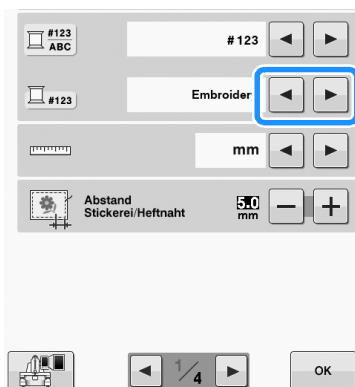 #123
ABC
#123
#123
Embroider
mm
Abstand
Stickerei/Heftnaht
5.0
mm
1/4
OK